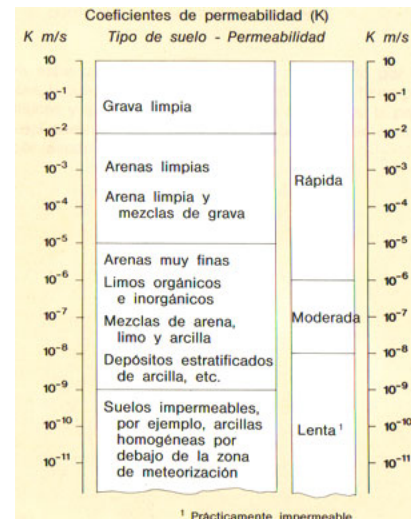 Coeficientes de permeabilidad (K)
K m/s Tipo de suelo - Permeabilidad K m/s
10 10
10⁻¹ Grava limpia 10⁻¹
10⁻² 10⁻²
10⁻³ Arenas limpias 10⁻³
Rápida
10⁻⁴ Arena limpia y 10⁻⁴
mezclas de grava
10⁻⁵ 10⁻⁵
Arenas muy finas
10⁻⁶ Limos orgánicos 10⁻⁶
e inorgánicos
10⁻⁷ Mezclas de arena, Moderada 10⁻⁷
limo y arcilla
10⁻⁸ Depósitos estratificados 10⁻⁸
de arcilla, etc.
10⁻⁹ 10⁻⁹
Suelos impermeables,
10⁻¹⁰ por ejemplo, arcillas Lenta ¹ 10⁻¹⁰
homogéneas por
10⁻¹¹ debajo de la zona 10⁻¹¹
de meteorización
¹ Prácticamente impermeable